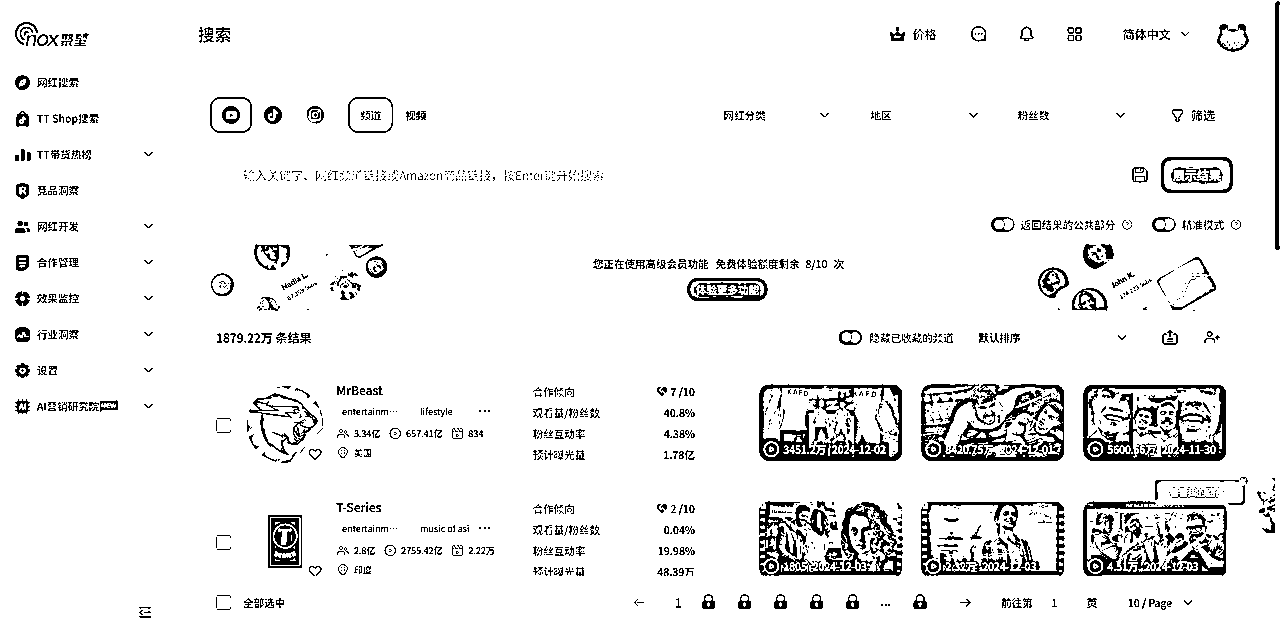 nox聚星
搜索
价格
简体中文
网红搜索
TT Shop搜索
TT带货热榜
竞品洞察
网红开发
合作管理
效果监控
行业洞察
设置
AI营销研究院 NEW
频道
视频
网红分类
地区
粉丝数
筛选
输入关键字、网红频道链接或Amazon商品链接，按Enter键开始搜索
展示结果
返回结果的公共部分
精准模式
Nadia L.
您正在使用高级会员功能 免费体验额度剩余 8/10 次
体验更多功能
John K.
1879.22万 条结果
隐藏已收藏的频道
默认排序
MrBeast
entertainm···
lifestyle
···
3.34亿
657.41亿
834
美国
合作倾向 7 /10
观看量/粉丝数 40.8%
粉丝互动率 4.38%
预计曝光量 1.78亿
KAFD
KAFD
3451.2万 | 2024-12-02
8420.75万 2024-12-01
5600.66万 2024-11-30
T-Series
entertainm···
music of asi
···
2.8亿
2755.42亿
2.22万
印度
合作倾向 2 /10
观看量/粉丝数 0.04%
粉丝互动率 19.98%
预计曝光量 48.39万
1805 2024-12-03
2.32万 2024-12-03
4.51万 2024-12-03
全部选中
1
···
前往第 1 页
10 / Page